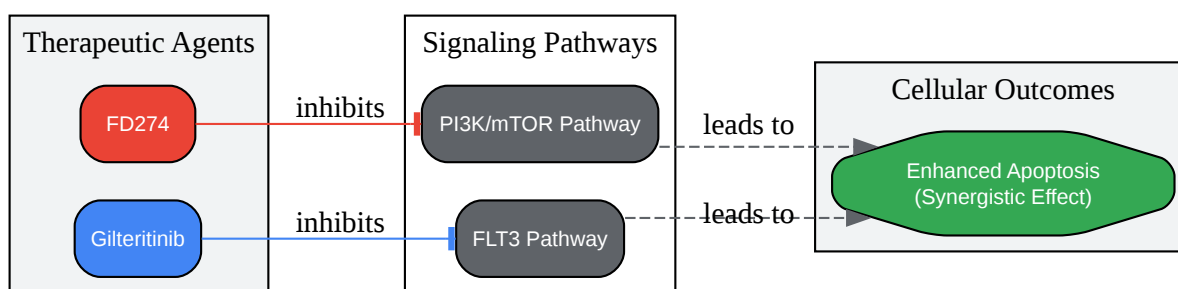 Therapeutic Agents
FD274
Gilteritinib
inhibits
inhibits
Signaling Pathways
PI3K/mTOR Pathway
FLT3 Pathway
leads to
leads to
Cellular Outcomes
Enhanced Apoptosis
(Synergistic Effect)